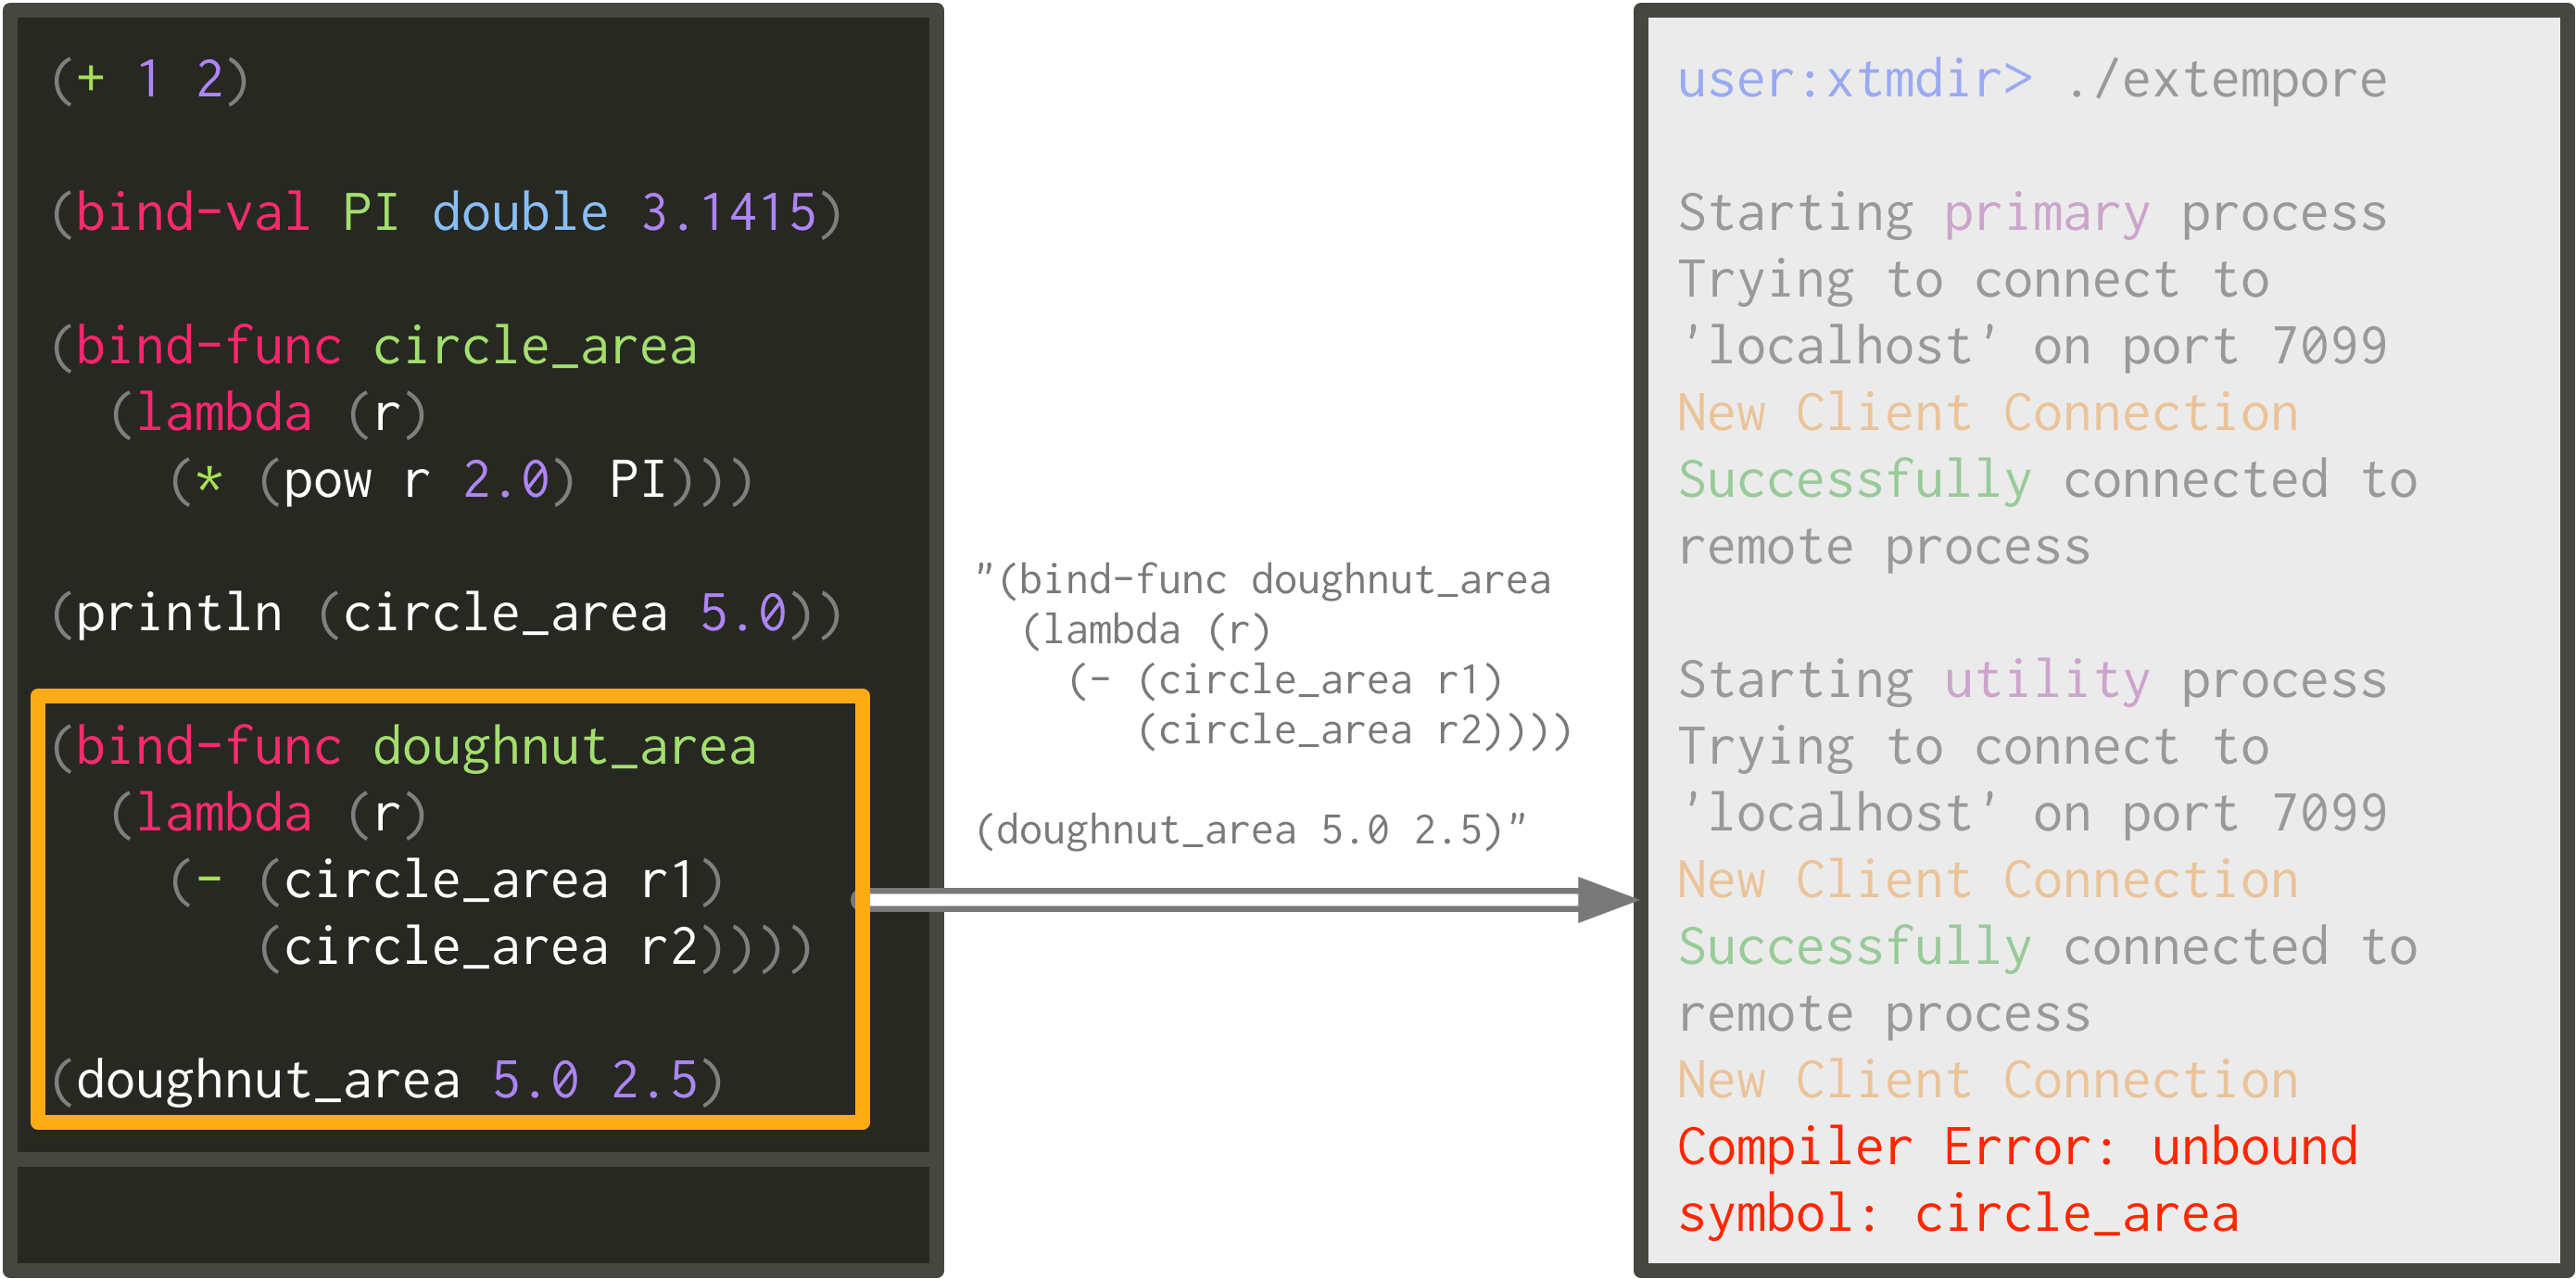 (+ 1 2)
(bind-val PI double 3.1415)
(bind-func circle_area
(lambda (r)
(* (pow r 2.0) PI)))
(println (circle_area 5.0))
(bind-func doughnut_area
(lambda (r)
(- (circle_area r1)
(circle_area r2))))
(doughnut_area 5.0 2.5)
"(bind-func doughnut_area
(lambda (r)
(- (circle_area r1)
(circle_area r2))))
(doughnut_area 5.0 2.5)"
user:xtmdir> ./extempore
Starting primary process
Trying to connect to
'localhost' on port 7099
New Client Connection
Successfully connected to
remote process
Starting utility process
Trying to connect to
'localhost' on port 7099
New Client Connection
Successfully connected to
remote process
New Client Connection
Compiler Error: unbound
symbol: circle_area